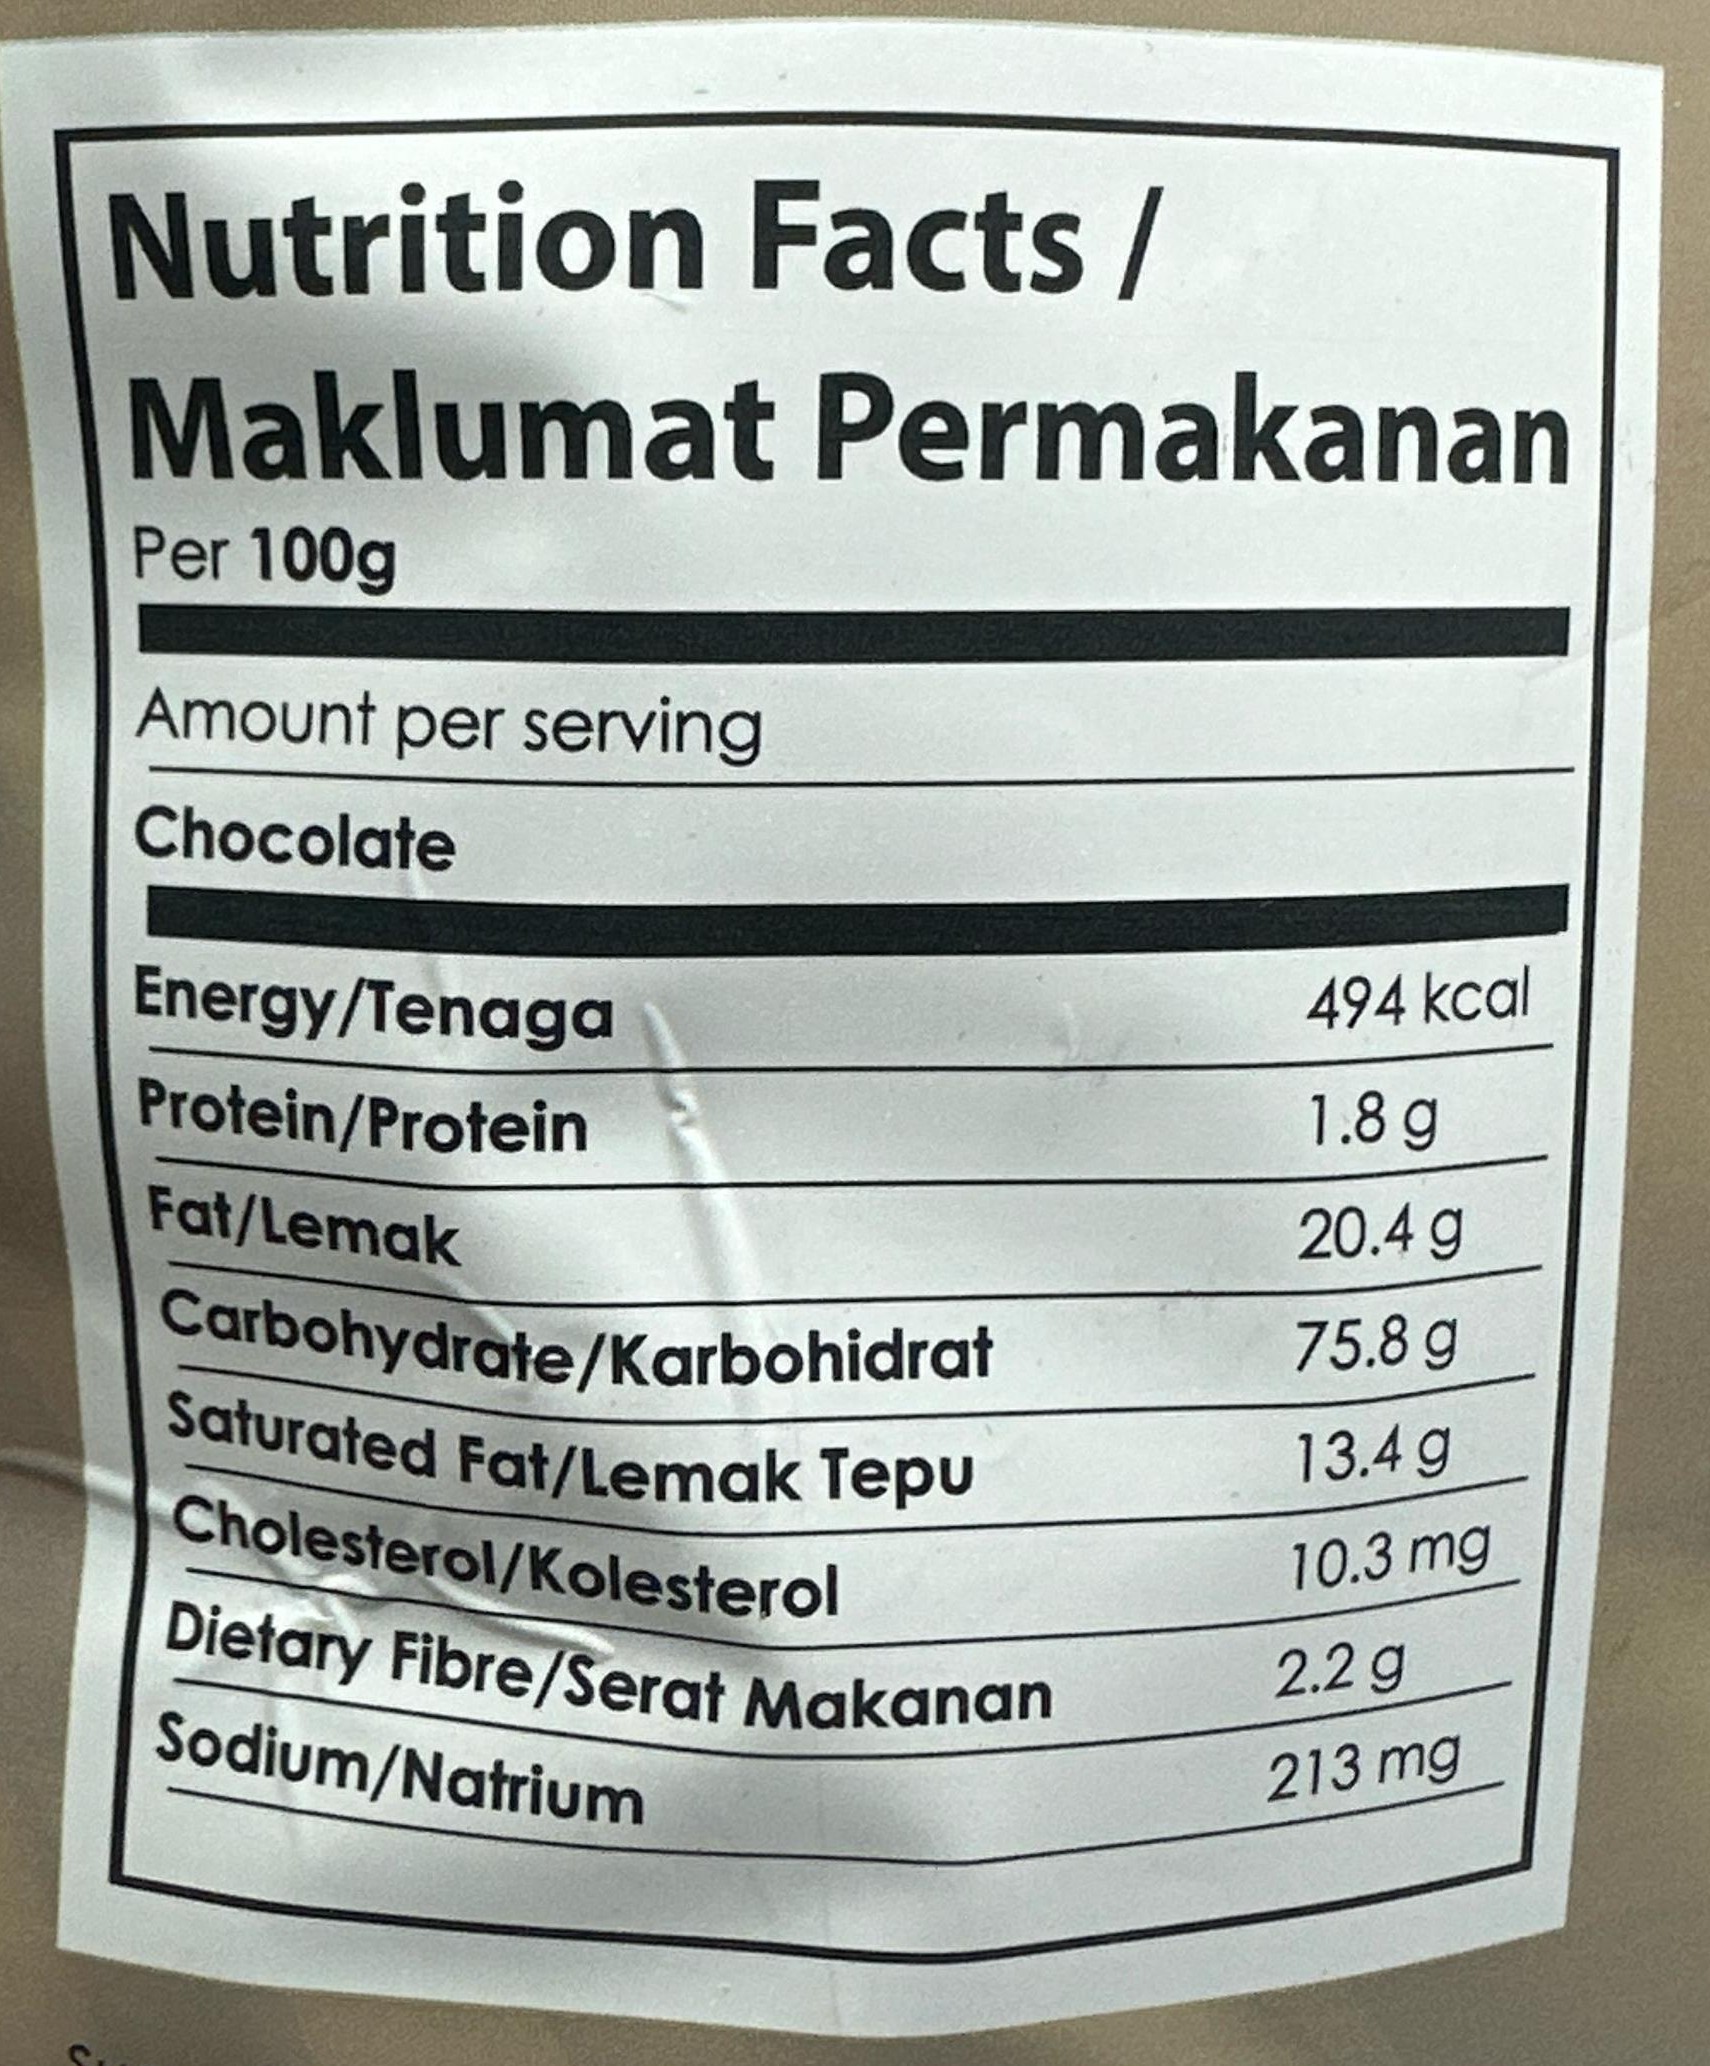 Nutrition Facts /
Maklumat Permakanan
Per 100g
Amount per serving
Chocolate
Energy/Tenaga 494 kcal
Protein/Protein 1.8 g
Fat/Lemak 20.4 g
Carbohydrate/Karbohidrat 75.8 g
Saturated Fat/Lemak Tepu 13.4 g
Cholesterol/Kolesterol 10.3 mg
Dietary Fibre/Serat Makanan 2.2 g
Sodium/Natrium 213 mg